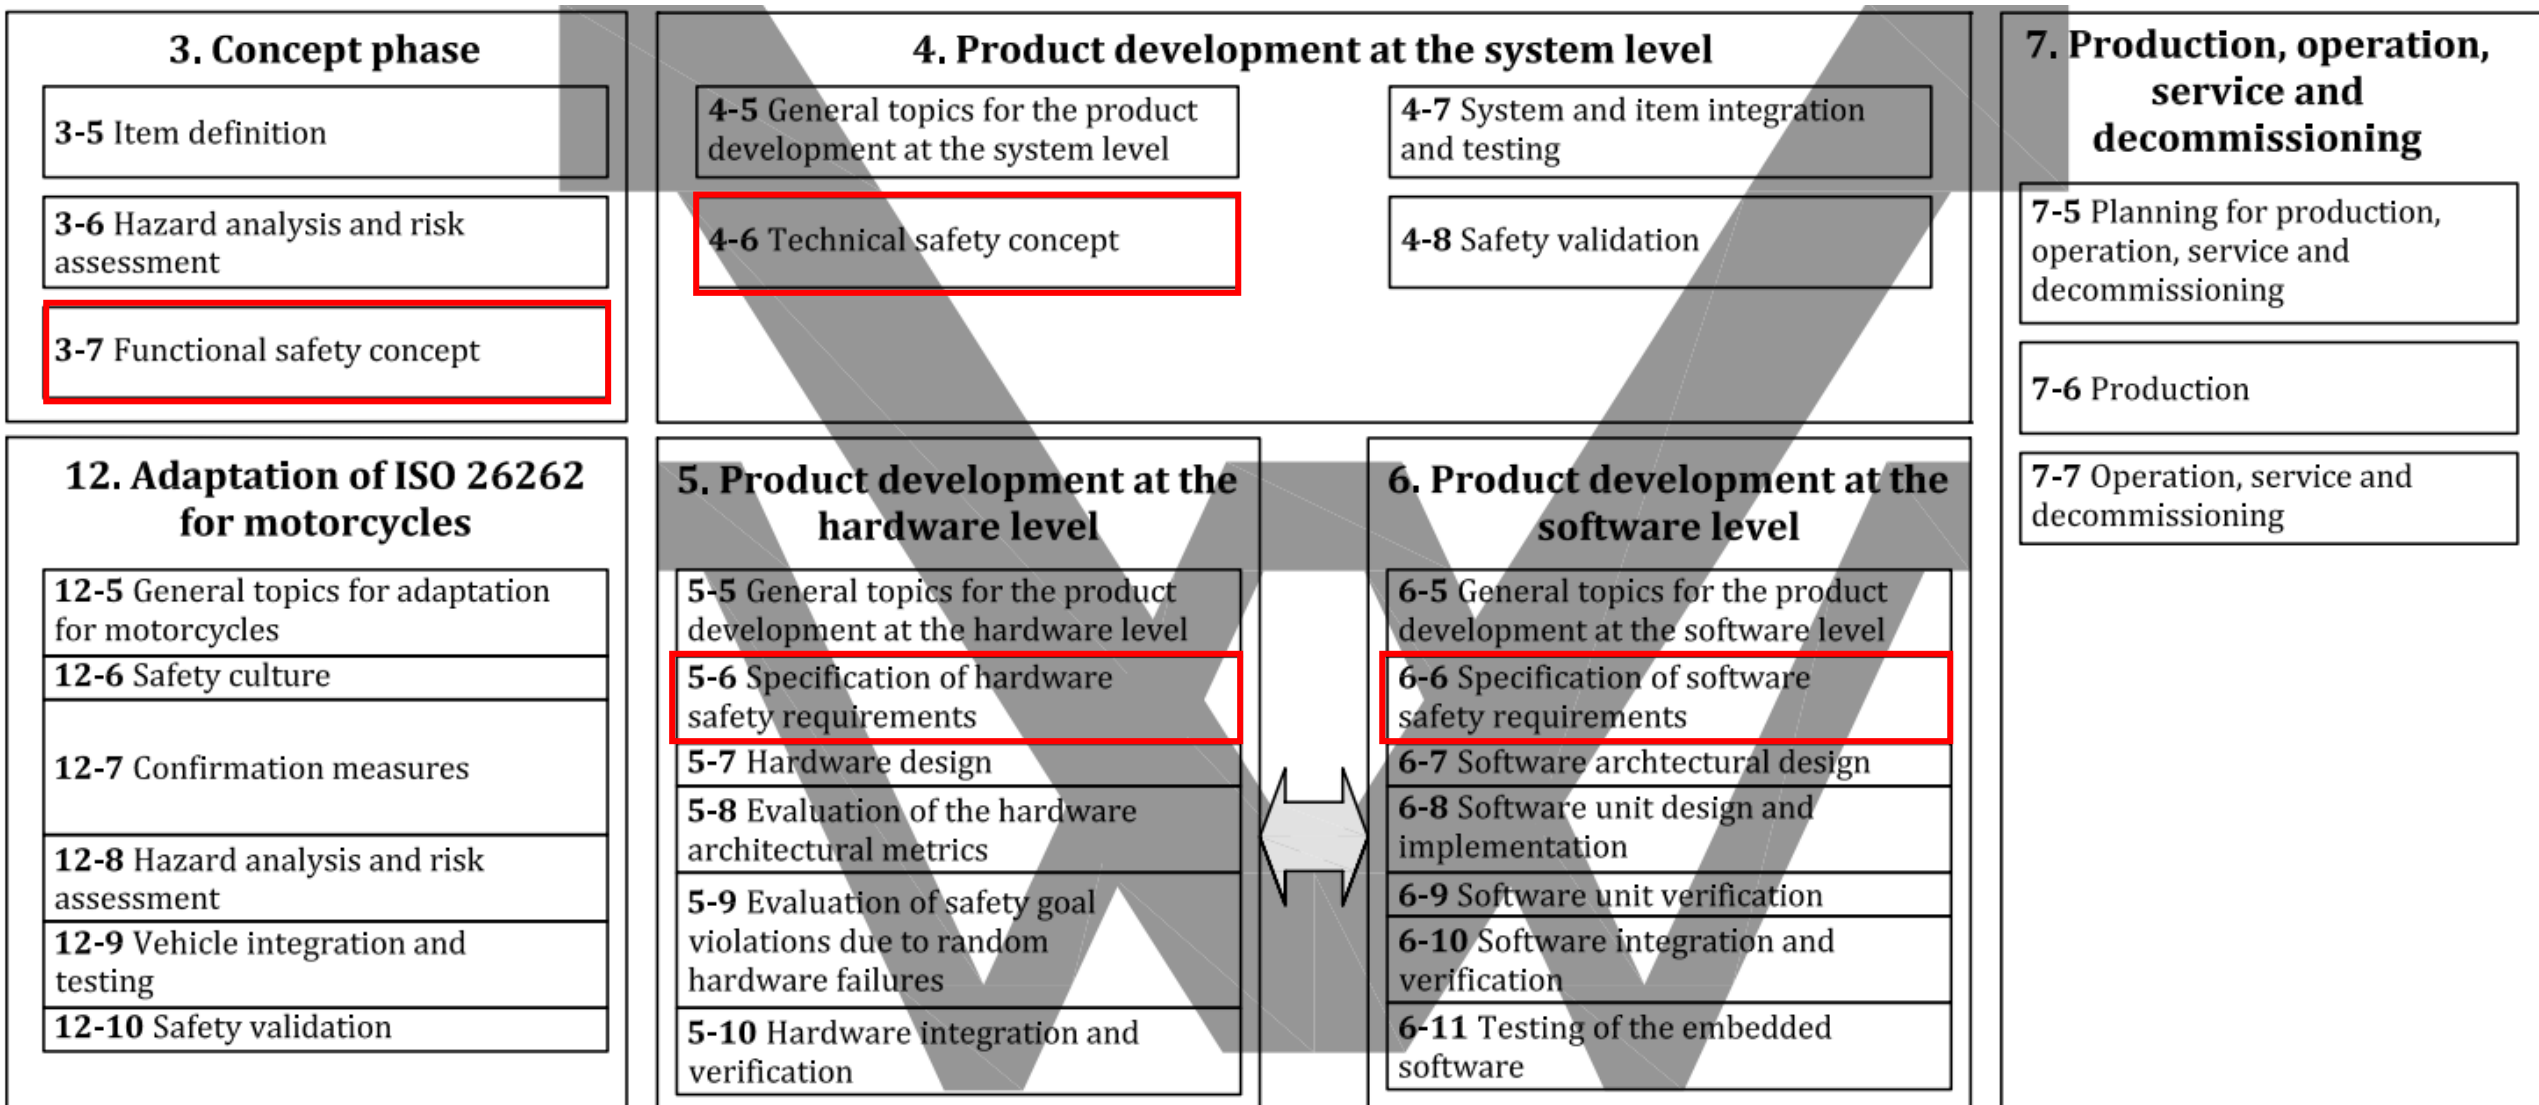 3. Concept phase
3-5 Item definition
3-6 Hazard analysis and risk
assessment
3-7 Functional safety concept
4. Product development at the system level
4-5 General topics for the product
development at the system level
4-6 Technical safety concept
4-7 System and item integration
and testing
4-8 Safety validation
7. Production, operation,
service and
decommissioning
7-5 Planning for production,
operation, service and
decommissioning
7-6 Production
7-7 Operation, service and
decommissioning
12. Adaptation of ISO 26262
for motorcycles
12-5 General topics for adaptation
for motorcycles
12-6 Safety culture
12-7 Confirmation measures
12-8 Hazard analysis and risk
assessment
12-9 Vehicle integration and
testing
12-10 Safety validation
5. Product development at the
hardware level
5-5 General topics for the product
development at the hardware level
5-6 Specification of hardware
safety requirements
5-7 Hardware design
5-8 Evaluation of the hardware
architectural metrics
5-9 Evaluation of safety goal
violations due to random
hardware failures
5-10 Hardware integration and
verification
6. Product development at the
software level
6-5 General topics for the product
development at the software level
6-6 Specification of software
safety requirements
6-7 Software archtectural design
6-8 Software unit design and
implementation
6-9 Software unit verification
6-10 Software integration and
verification
6-11 Testing of the embedded
software